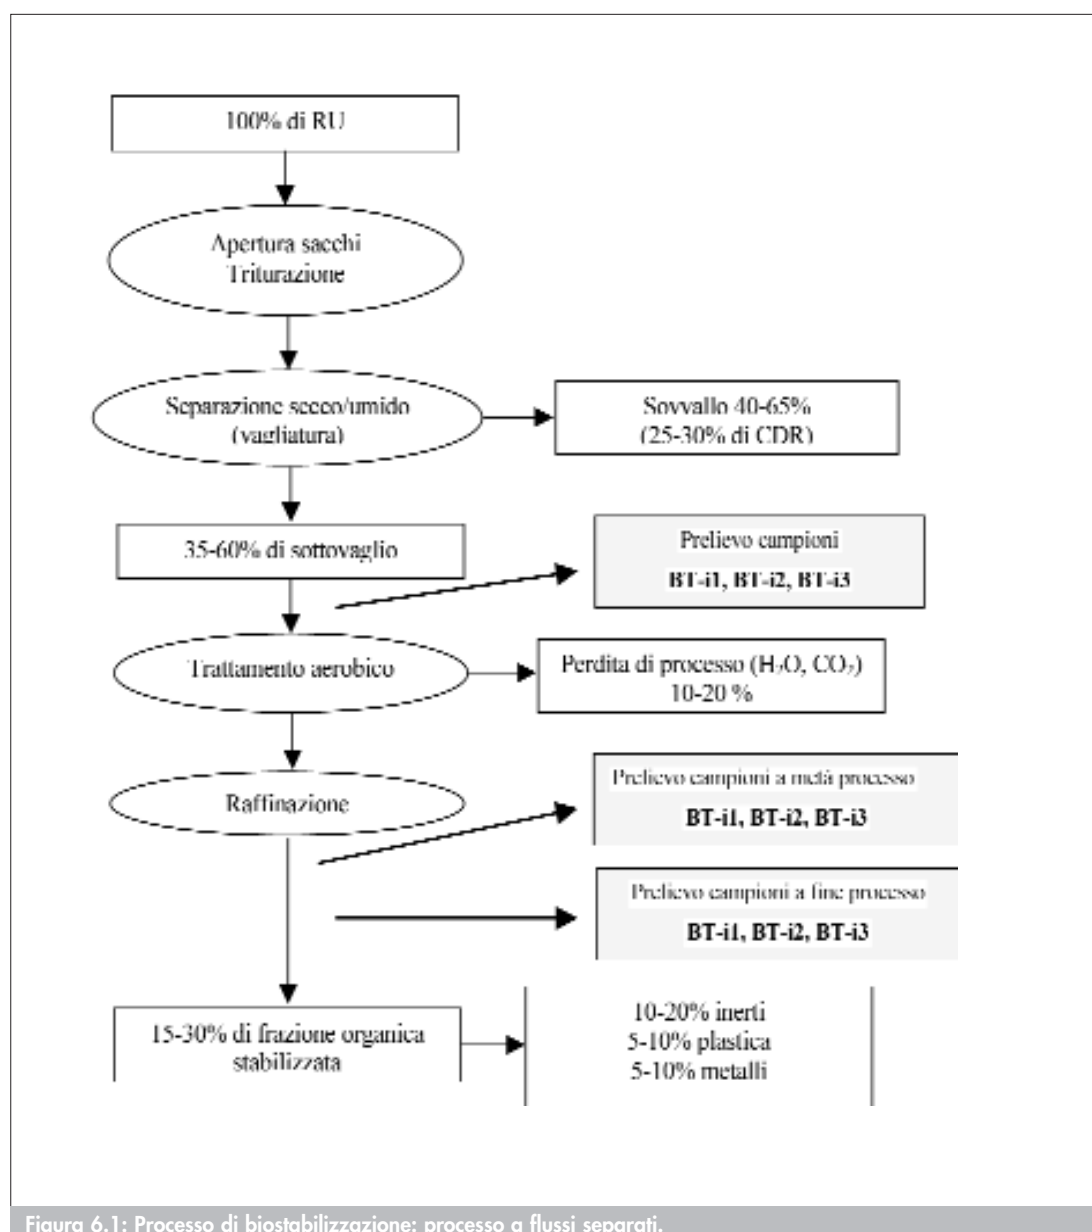 100% di RU
Apertura sacchi
Triturazione
Separazione secco/umido
(vagliatura)
Sovvallo 40-65%
(25-30% di CDR)
35-60% di sottovaglio
Prelievo campioni
BT-i1, BT-i2, BT-i3
Trattamento aerobico
Perdita di processo (H₂O, CO₂)
10-20 %
Prelievo campioni a metà processo
BT-i1, BT-i2, BT-i3
Raffinazione
Prelievo campioni a fine processo
BT-i1, BT-i2, BT-i3
15-30% di frazione organica
stabilizzata
10-20% inerti
5-10% plastica
5-10% metalli
Figura 6.1: Processo di biostabilizzazione: processo a flussi separati.